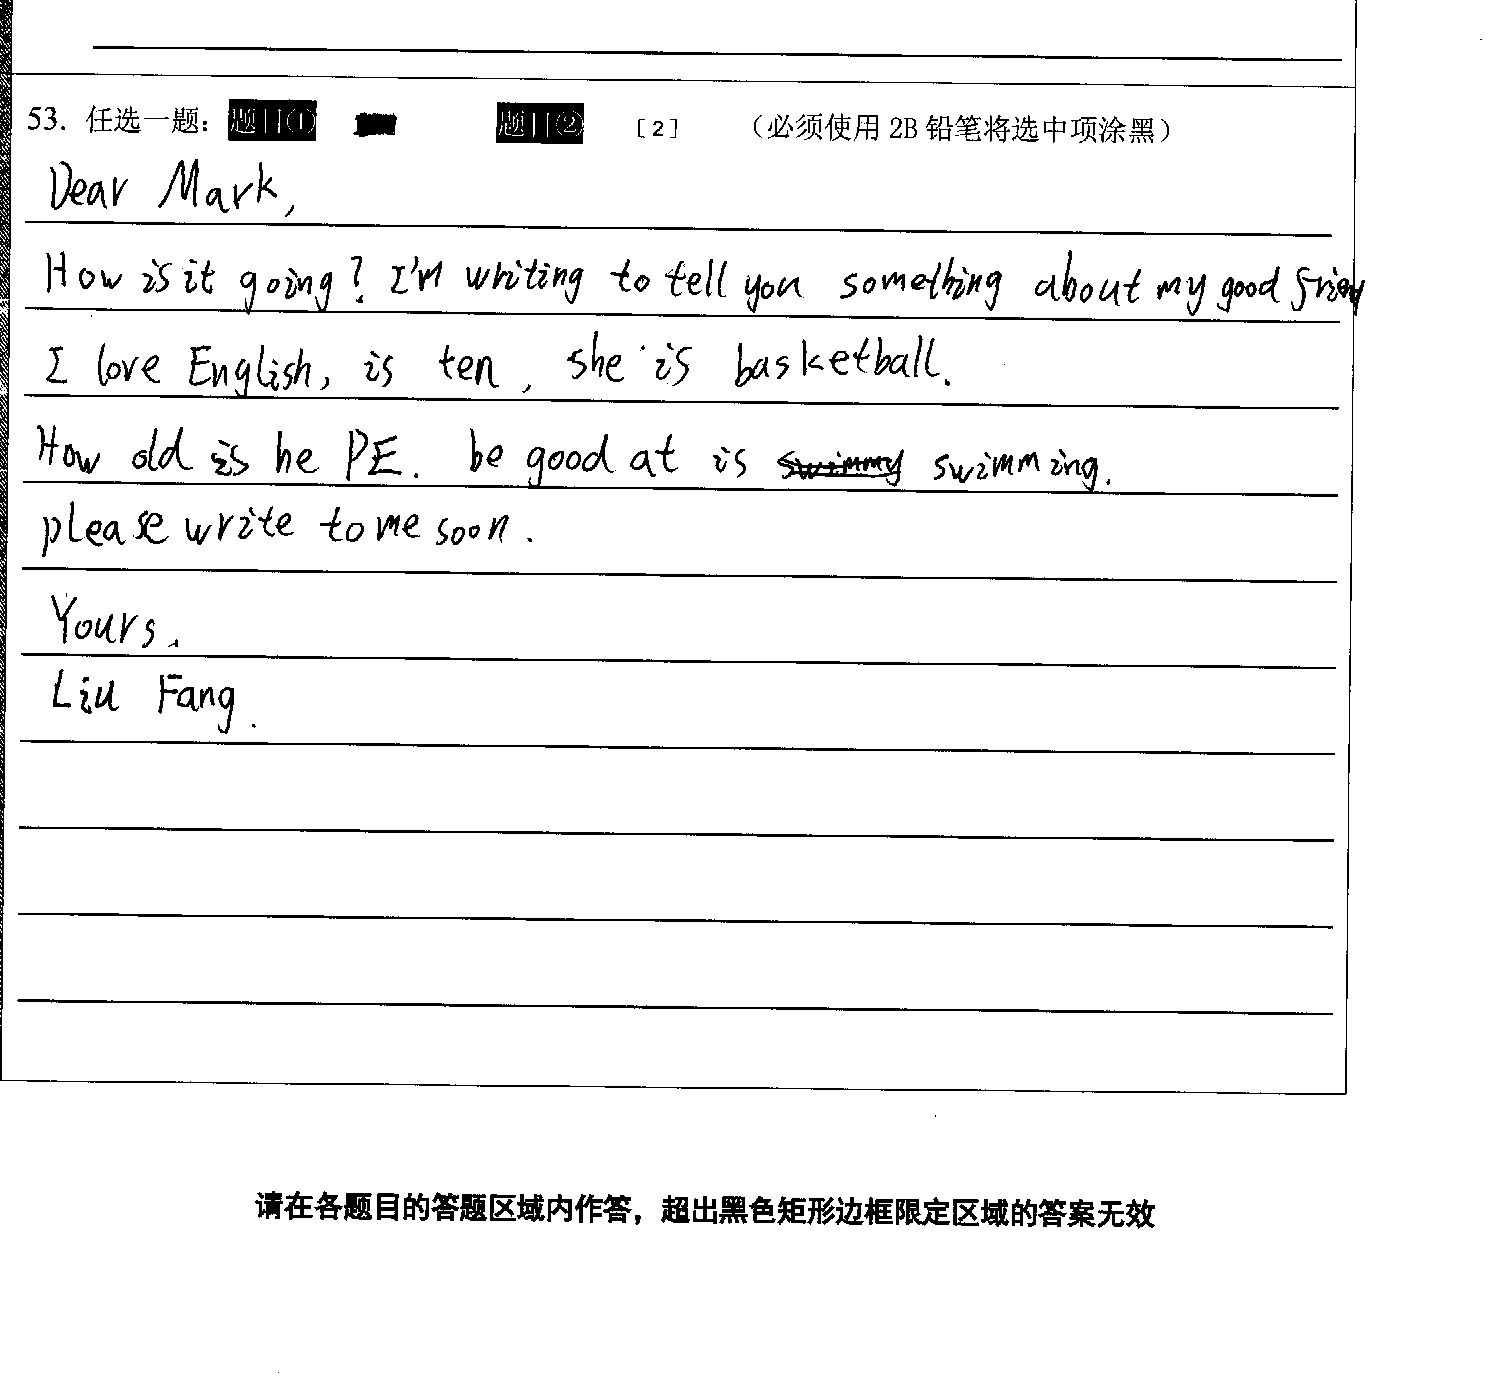 53. 任选一题： 题目① 题目② [2] （必须使用 2B 铅笔将选中项涂黑）
Dear Mark,
How is it going? I'm writing to tell you something about my good friend
I love English, is ten, she is basketball.
How old is he PE. be good at is swimming.
please write to me soon.
Yours.
Liu Fang.
请在各题目的答题区域内作答，超出黑色矩形边框限定区域的答案无效